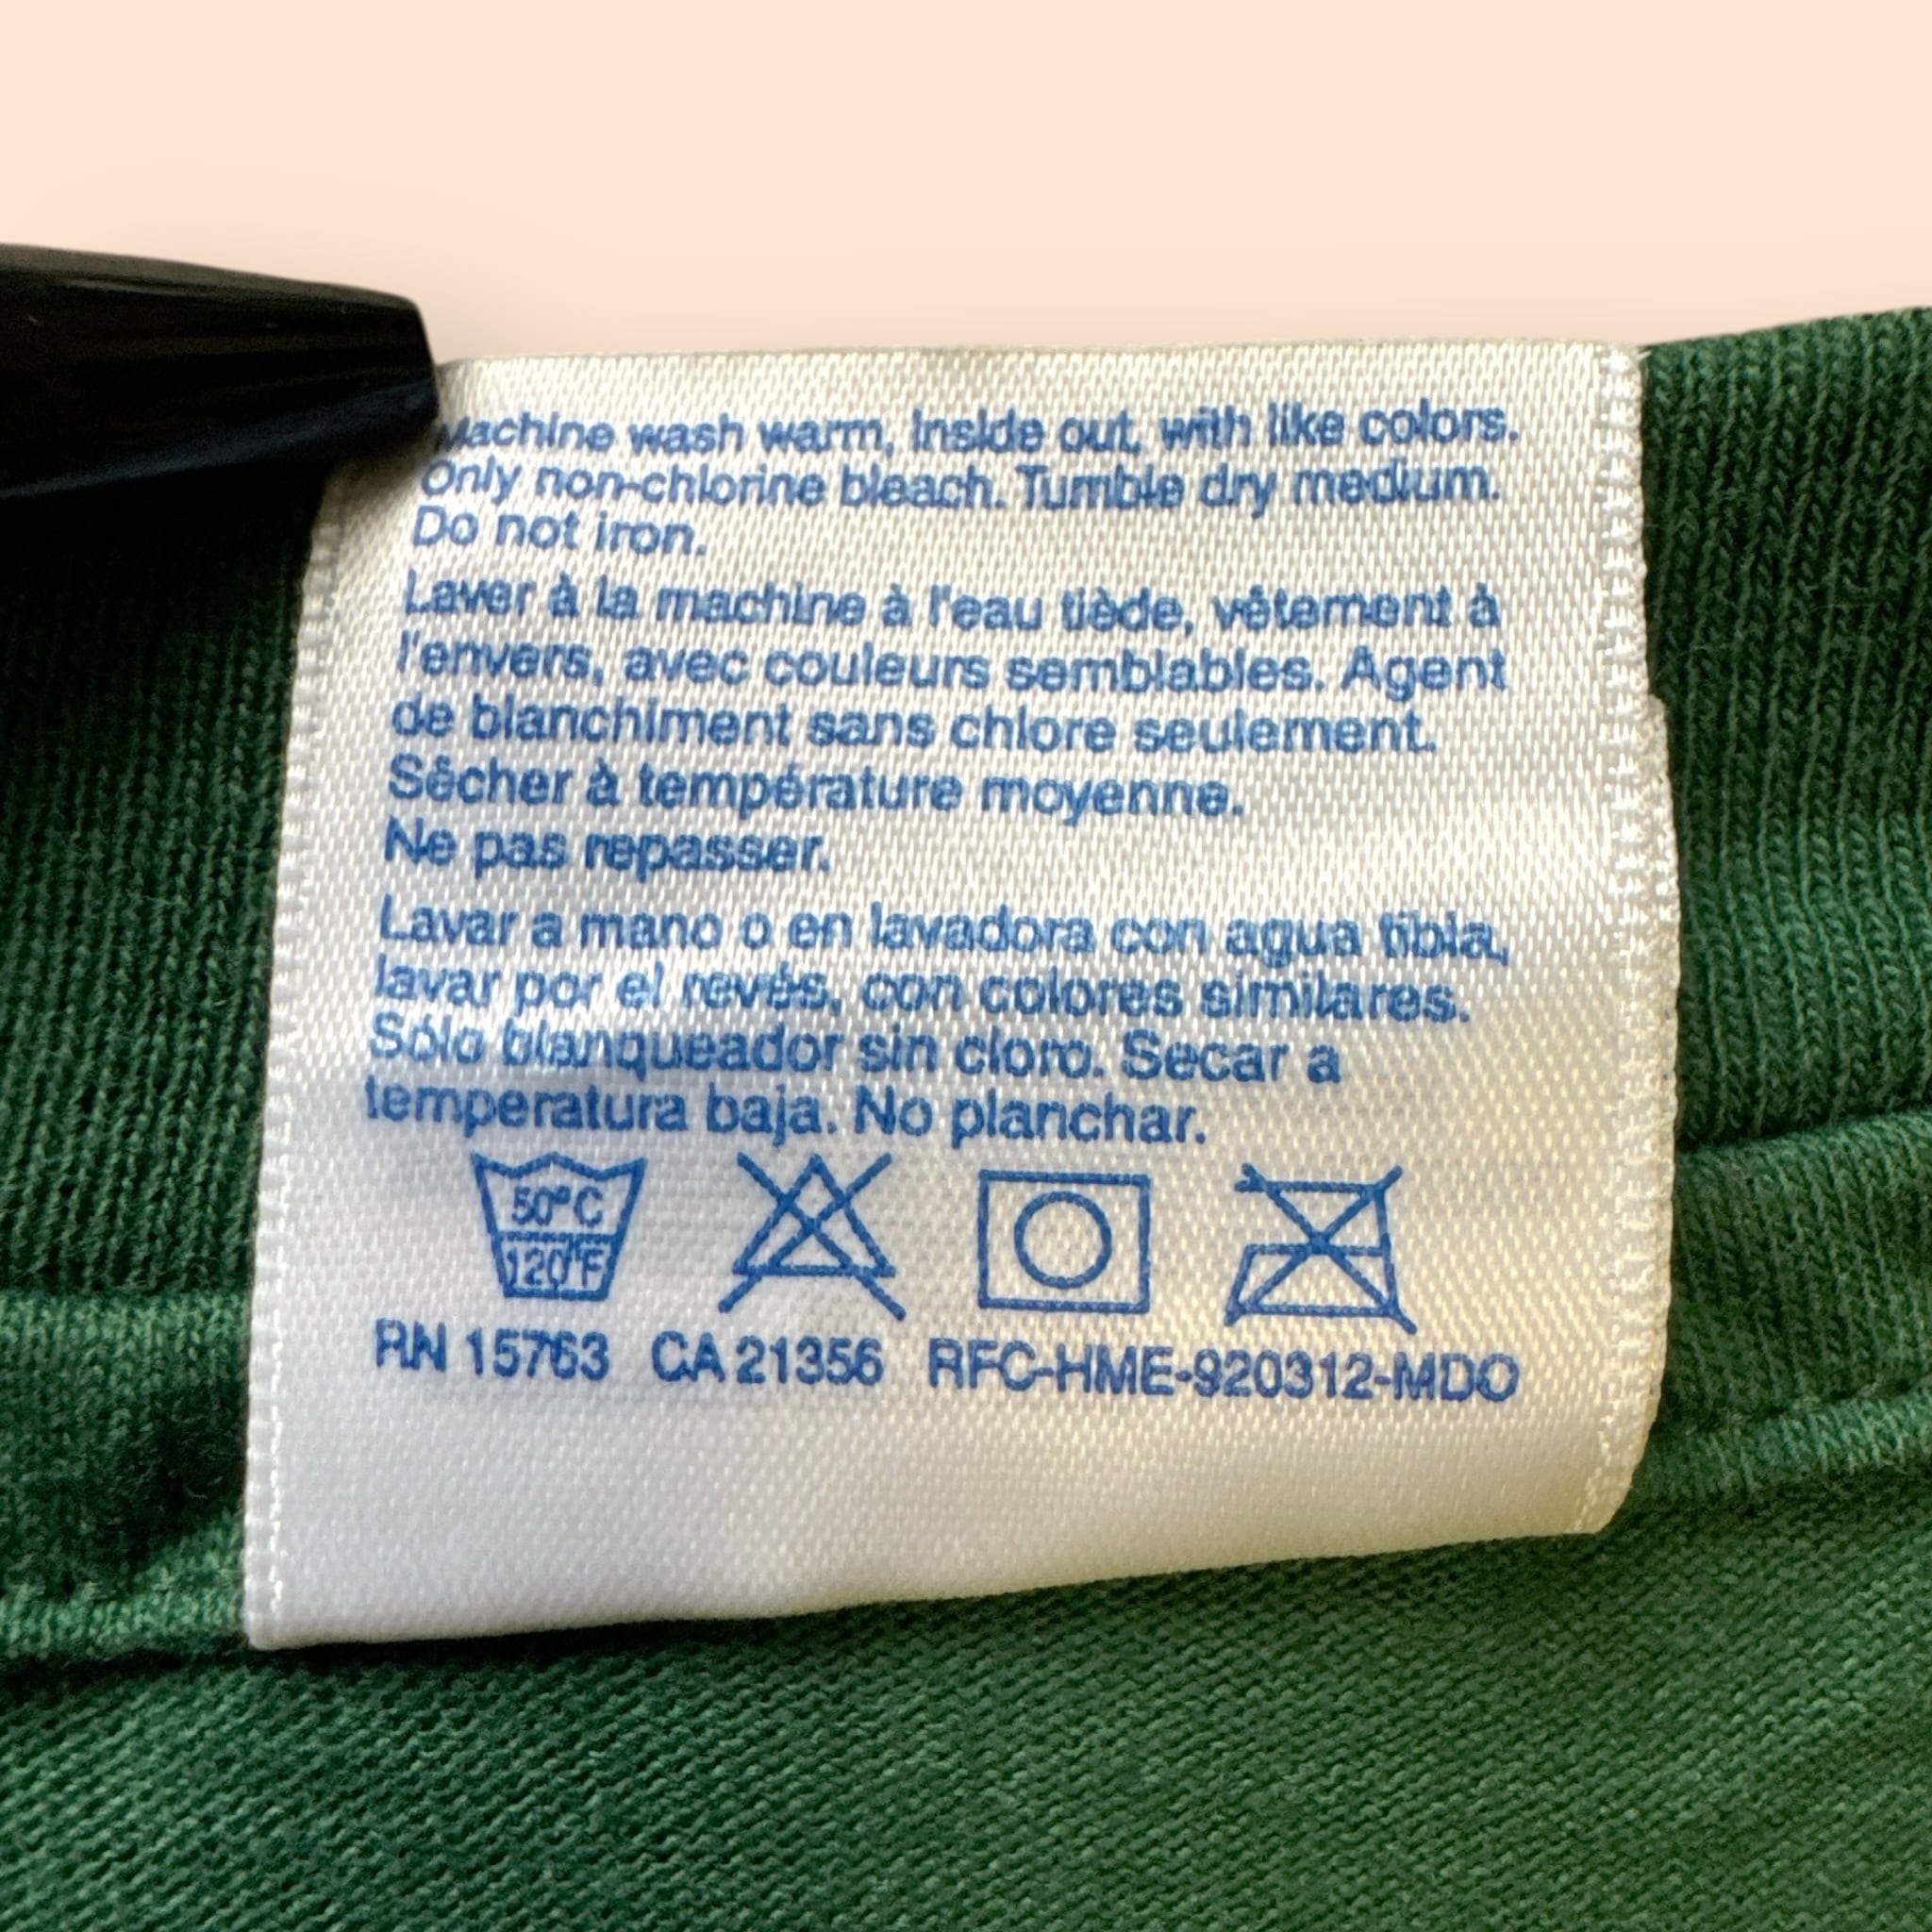 Machine wash warm, inside out, with like colors.
Only non-chlorine bleach. Tumble dry medium.
Do not iron.
Laver à la machine à l'eau tiède, vêtement à
l'envers, avec couleurs semblables. Agent
de blanchiment sans chlore seulement.
Sécher à température moyenne.
Ne pas repasser.
Lavar a mano o en lavadora con agua tibia,
lavar por el revés, con colores similares.
Sólo blanqueador sin cloro. Secar a
temperatura baja. No planchar.
50°C
120°F
RN 15763 CA 21356 RFC-HME-920312-MDO